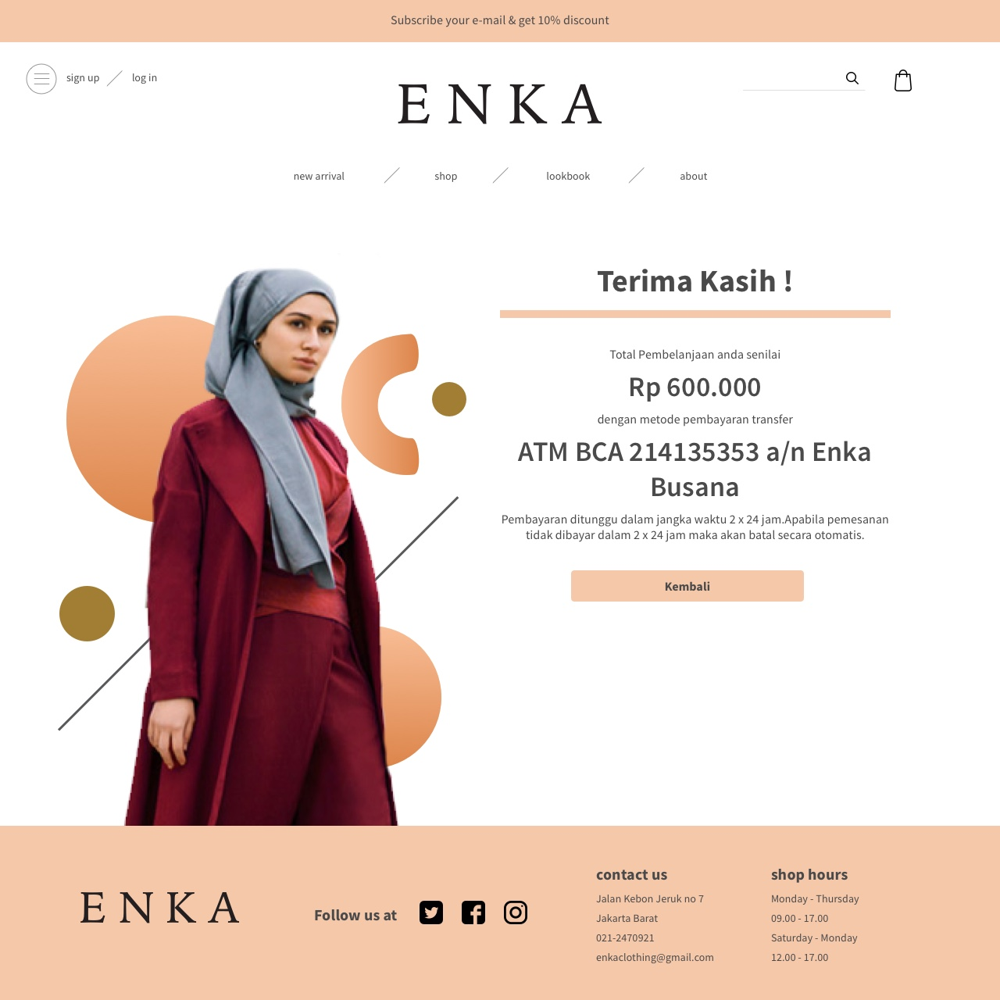 Subscribe your e-mail & get 10% discount
sign up
log in
ENKA
new arrival
shop
lookbook
about
Terima Kasih !
Total Pembelanjaan anda senilai
Rp 600.000
dengan metode pembayaran transfer
ATM BCA 214135353 a/n Enka
Busana
Pembayaran ditunggu dalam jangka waktu 2 x 24 jam.Apabila pemesanan
tidak dibayar dalam 2 x 24 jam maka akan batal secara otomatis.
Kembali
ENKA
Follow us at
contact us
Jalan Kebon Jeruk no 7
Jakarta Barat
021-2470921
enkaclothing@gmail.com
shop hours
Monday - Thursday
09.00 - 17.00
Saturday - Monday
12.00 - 17.00